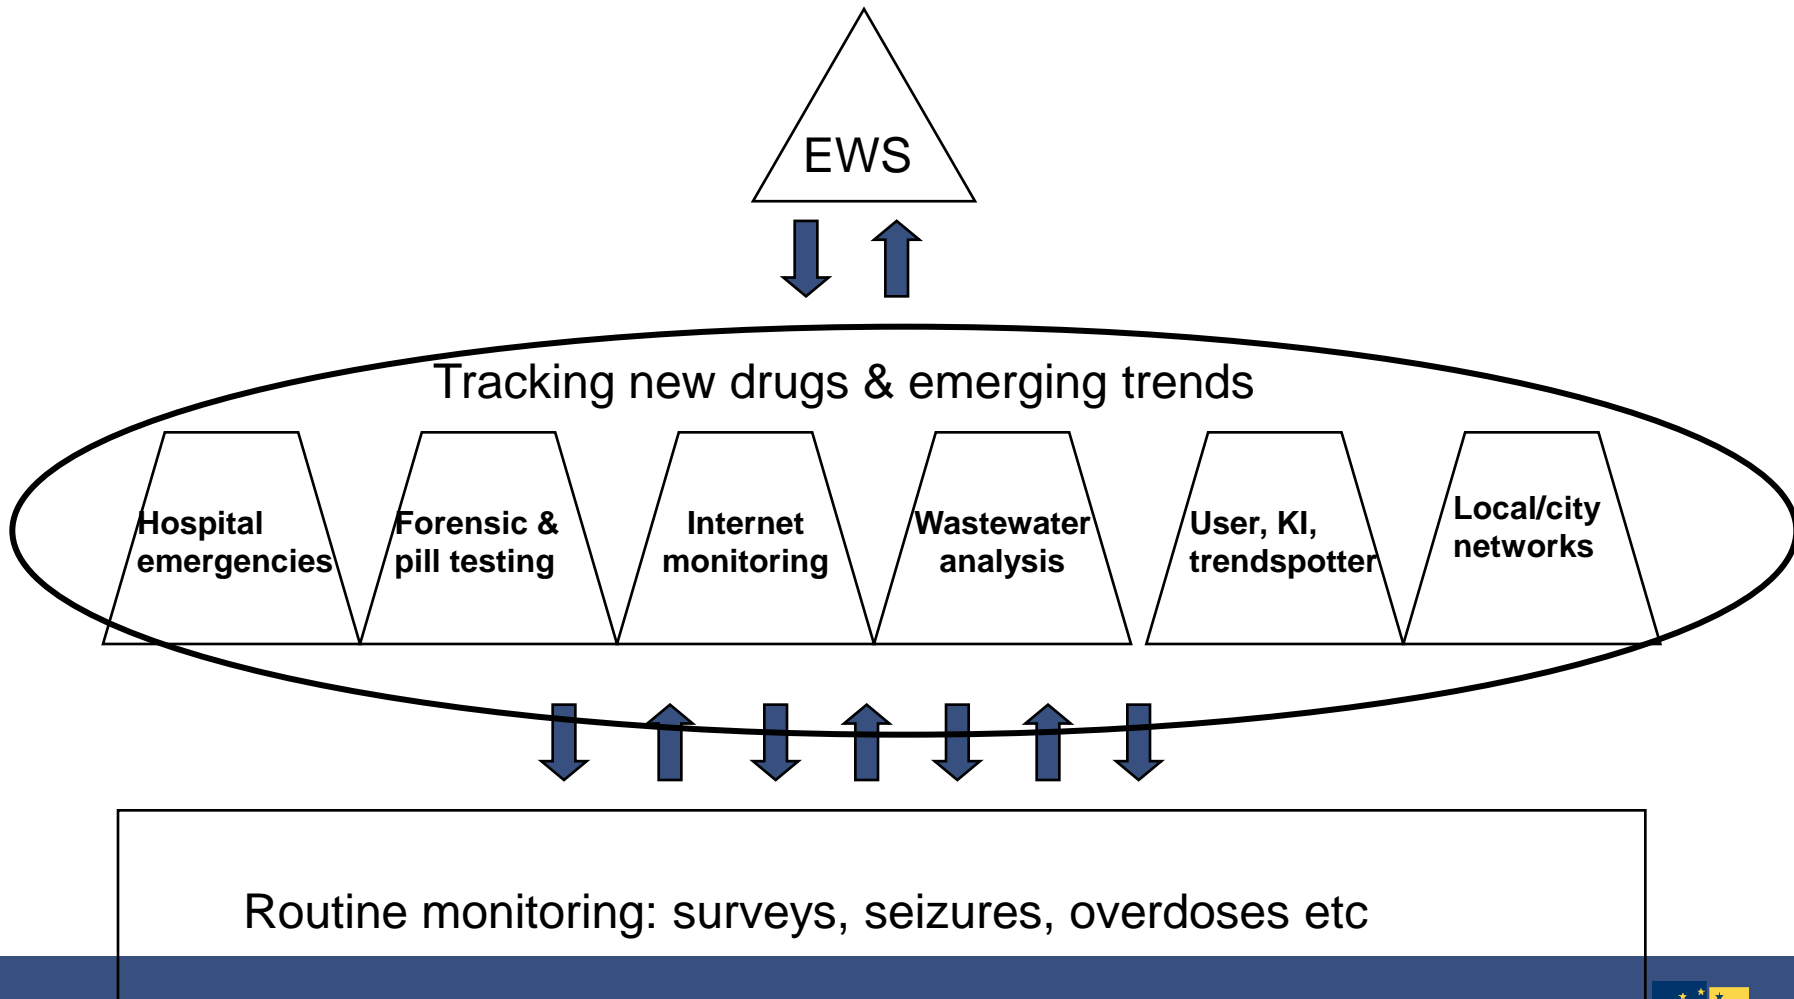 EWS
Tracking new drugs & emerging trends
Hospital
emergencies
Forensic &
pill testing
Internet
monitoring
Wastewater
analysis
User, KI,
trendspotter
Local/city
networks
Routine monitoring: surveys, seizures, overdoses etc